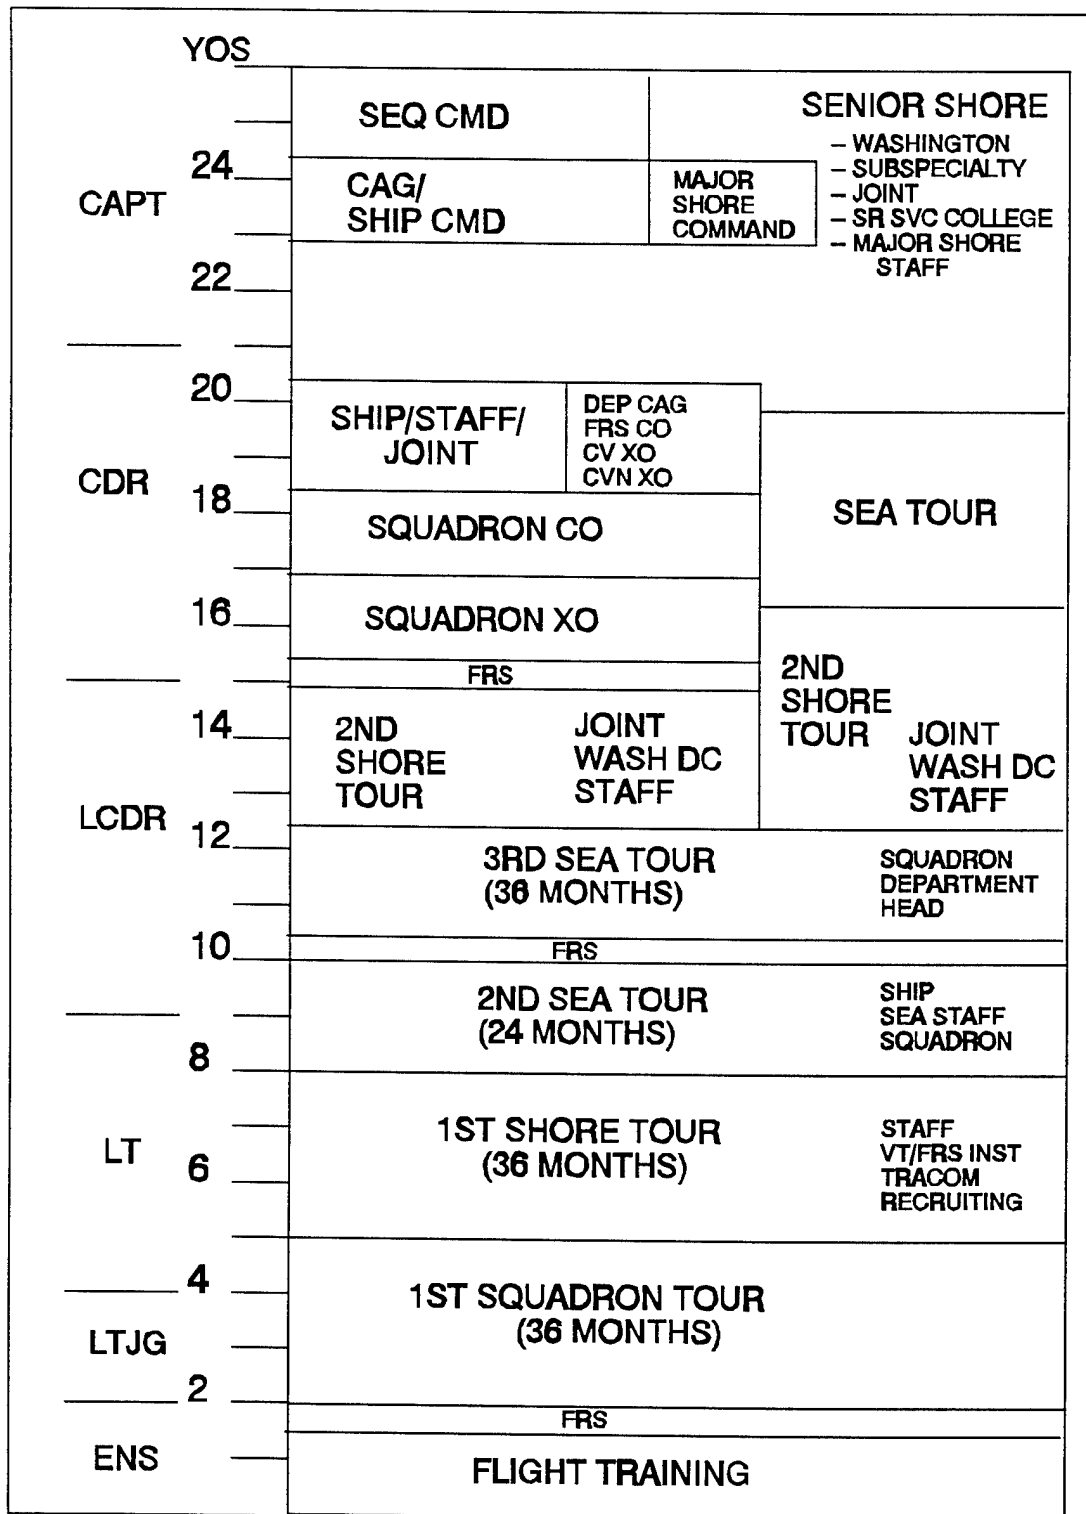 YOS
SEQ CMD
SENIOR SHORE
– WASHINGTON
– SUBSPECIALTY
– JOINT
– SR SVC COLLEGE
– MAJOR SHORE
STAFF
24
CAPT
CAG/
SHIP CMD
MAJOR
SHORE
COMMAND
22
20
SHIP/STAFF/
JOINT
DEP CAG
FRS CO
CV XO
CVN XO
CDR
18
SQUADRON CO
SEA TOUR
16
SQUADRON XO
FRS
2ND
SHORE
TOUR
JOINT
WASH DC
STAFF
14
2ND
SHORE
TOUR
JOINT
WASH DC
STAFF
LCDR
12
3RD SEA TOUR
(36 MONTHS)
SQUADRON
DEPARTMENT
HEAD
10
FRS
2ND SEA TOUR
(24 MONTHS)
SHIP
SEA STAFF
SQUADRON
8
LT
1ST SHORE TOUR
(36 MONTHS)
STAFF
VT/FRS INST
TRACOM
RECRUITING
6
4
1ST SQUADRON TOUR
(36 MONTHS)
LTJG
2
FRS
ENS
FLIGHT TRAINING